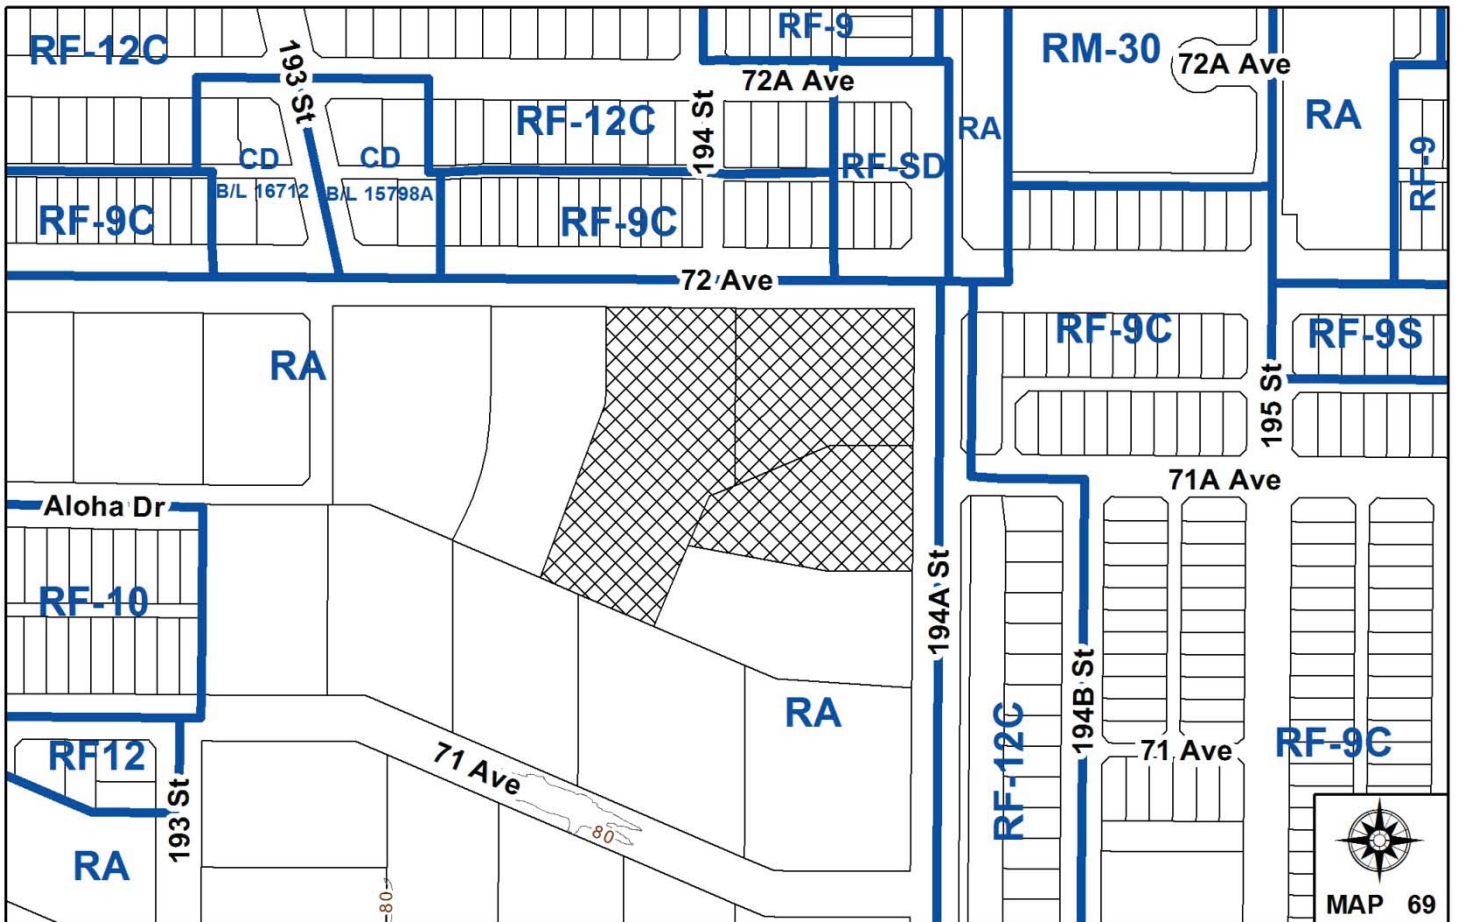 RF-9
RF-12C
193 St
RM-30
72A Ave
72A Ave
RF-12C
194 St
RA
RA
CD
CD
RF-SD
RF-9
B/L 16712
B/L 15798A
RF-9C
RF-9C
72 Ave
RA
RF-9C
RF-9S
195 St
71A Ave
Aloha Dr
RF-10
194A St
194B St
RA
RF-12C
RF12
71 Ave
71 Ave
RF-9C
193 St
80
RA
80
MAP 69